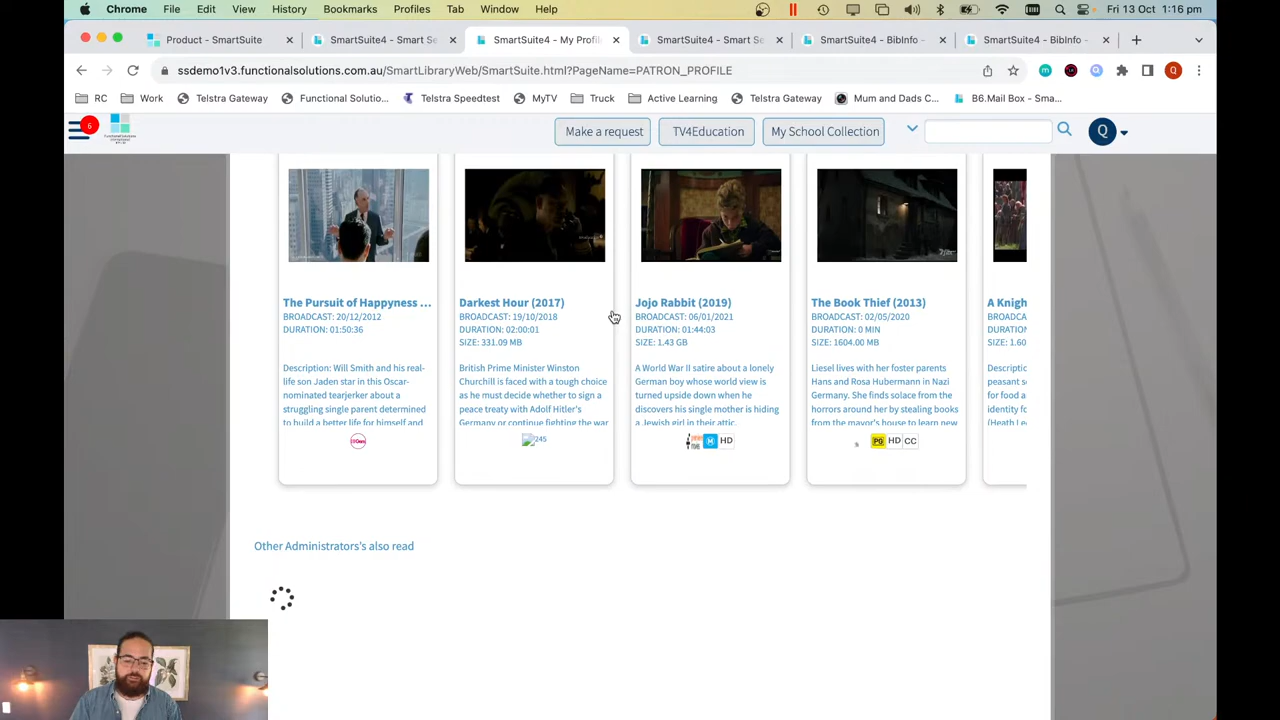 Chrome File Edit View History Bookmarks Profiles Tab Window Help Fri 13 Oct 1:16 pm
Product - SmartSuite SmartSuite4 - Smart Se SmartSuite4 - My Profil SmartSuite4 - Smart Se SmartSuite4 - BibInfo - SmartSuite4 - BibInfo -
ssdemo1v3.functionalsolutions.com.au/SmartLibraryWeb/SmartSuite.html?PageName=PATRON_PROFILE
RC Work Telstra Gateway Functional Solutio... Telstra Speedtest MyTV Truck Active Learning Telstra Gateway Mum and Dads C... B6.Mail Box - Sma...
6 Make a request TV4Education My School Collection Q
The Pursuit of Happyness ...
BROADCAST: 20/12/2012
DURATION: 01:50:36
Description: Will Smith and his real-
life son Jaden star in this Oscar-
nominated tearjerker about a
struggling single parent determined
to build a better life for himself and
Darkest Hour (2017)
BROADCAST: 19/10/2018
DURATION: 02:00:01
SIZE: 331.09 MB
British Prime Minister Winston
Churchill is faced with a tough choice
as he must decide whether to sign a
peace treaty with Adolf Hitler's
Germany or continue fighting the war
245
Jojo Rabbit (2019)
BROADCAST: 06/01/2021
DURATION: 01:44:03
SIZE: 1.43 GB
A World War II satire about a lonely
German boy whose world view is
turned upside down when he
discovers his single mother is hiding
a Jewish girl in their attic.
M HD
The Book Thief (2013)
BROADCAST: 02/05/2020
DURATION: 0 MIN
SIZE: 1604.00 MB
Liesel lives with her foster parents
Hans and Rosa Hubermann in Nazi
Germany. She finds solace from the
horrors around her by stealing books
from the mayor's house to learn new
PG HD CC
A Knigh
BROADCA
DURATION
SIZE: 1.60
Descriptic
peasant s
for food a
identity fo
(Heath Le
Other Administrators's also read